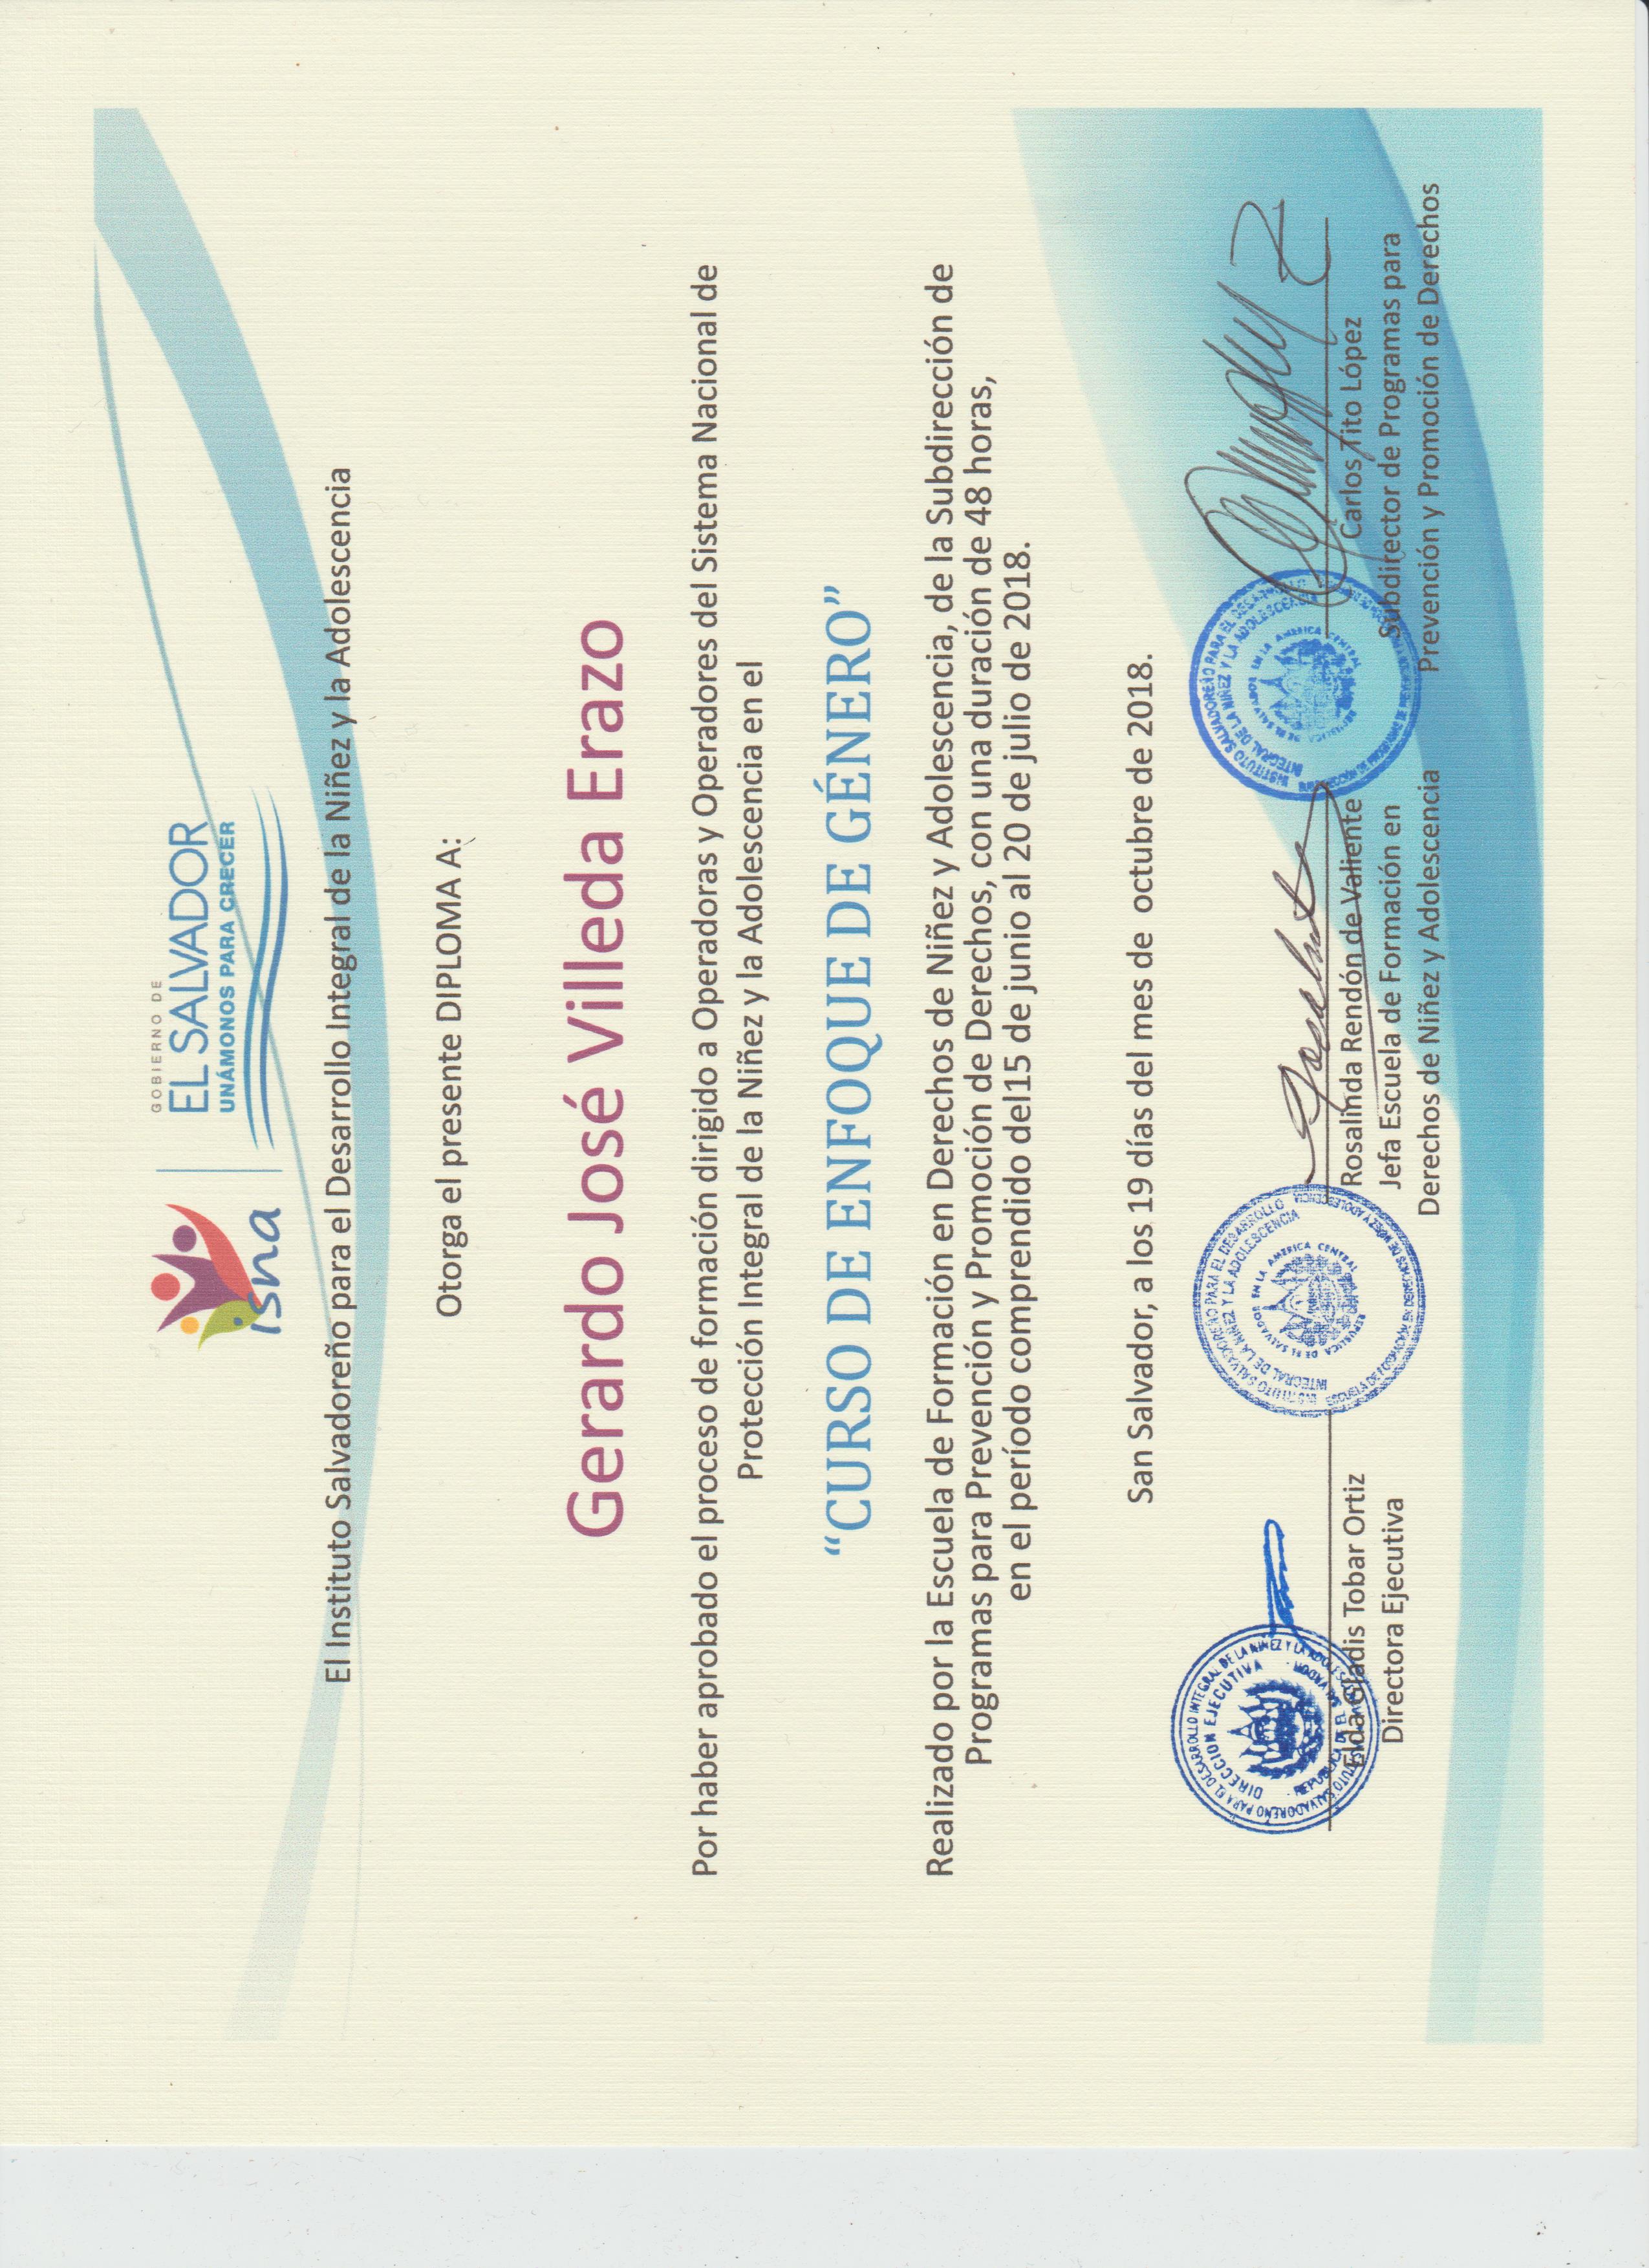 isna
GOBIERNO DE
EL SALVADOR
UNÁMONOS PARA CRECER
El Instituto Salvadoreño para el Desarrollo Integral de la Niñez y la Adolescencia
Otorga el presente DIPLOMA A:
Gerardo José Villeda Erazo
Por haber aprobado el proceso de formación dirigido a Operadoras y Operadores del Sistema Nacional de
Protección Integral de la Niñez y la Adolescencia en el
“CURSO DE ENFOQUE DE GÉNERO”
Realizado por la Escuela de Formación en Derechos de Niñez y Adolescencia, de la Subdirección de
Programas para Prevención y Promoción de Derechos, con una duración de 48 horas,
en el período comprendido del15 de junio al 20 de julio de 2018.
San Salvador, a los 19 días del mes de octubre de 2018.
Elda Gladis Tobar Ortiz
Directora Ejecutiva
INSTITUTO SALVADOREÑO PARA EL DESARROLLO INTEGRAL DE LA NIÑEZ Y LA ADOLESCENCIA
DIRECCION EJECUTIVA
REPUBLICA DE EL SALVADOR
Rosalinda Rendón de Valiente
Jefa Escuela de Formación en
Derechos de Niñez y Adolescencia
INSTITUTO SALVADOREÑO PARA EL DESARROLLO
INTEGRAL DE LA NIÑEZ Y LA ADOLESCENCIA
ESCUELA DE FORMACION EN DERECHOS DE NIÑEZ Y ADOLESCENCIA
REPUBLICA DE EL SALVADOR EN LA AMERICA CENTRAL
Carlos Tito López
Subdirector de Programas para
Prevención y Promoción de Derechos
INSTITUTO SALVADOREÑO PARA EL DESARROLLO
INTEGRAL DE LA NIÑEZ Y LA ADOLESCENCIA
REPUBLICA DE EL SALVADOR EN LA AMERICA CENTRAL